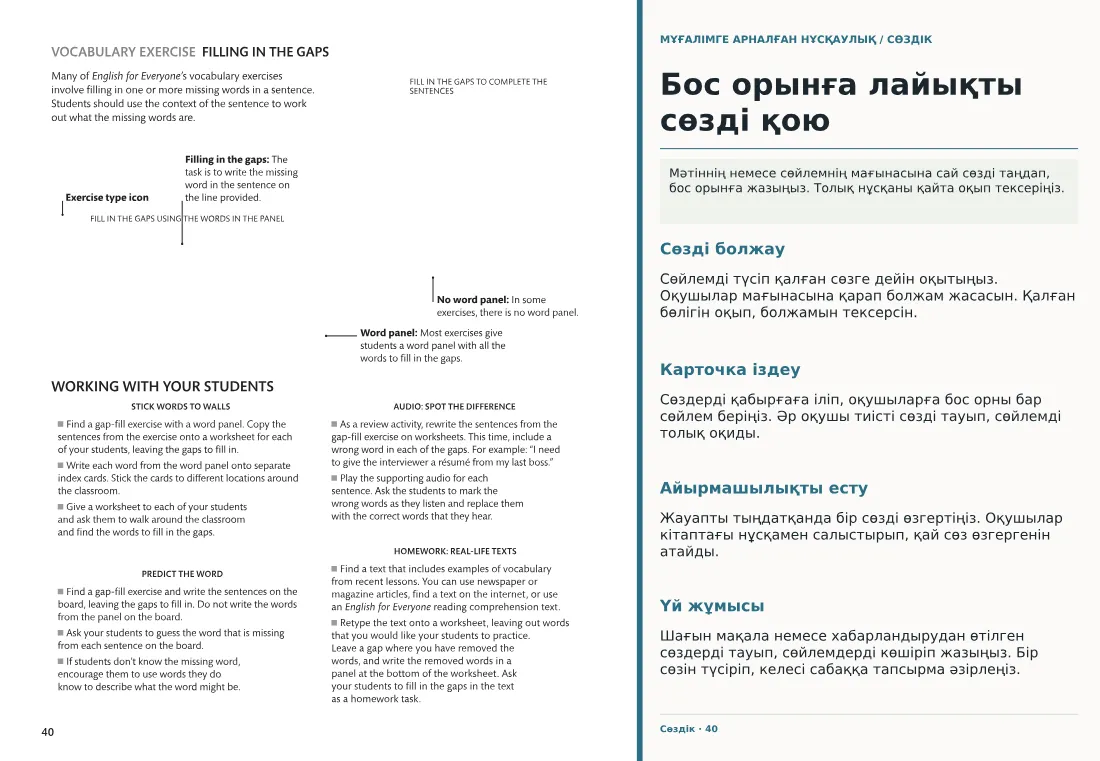 VOCABULARY EXERCISE FILLING IN THE GAPS
Many of English for Everyone's vocabulary exercises
involve filling in one or more missing words in a sentence.
Students should use the context of the sentence to work
out what the missing words are.
FILL IN THE GAPS TO COMPLETE THE
SENTENCES
Filling in the gaps: The
task is to write the missing
word in the sentence on
the line provided.
Exercise type icon
FILL IN THE GAPS USING THE WORDS IN THE PANEL
No word panel: In some
exercises, there is no word panel.
Word panel: Most exercises give
students a word panel with all the
words to fill in the gaps.
WORKING WITH YOUR STUDENTS
STICK WORDS TO WALLS
■ Find a gap-fill exercise with a word panel. Copy the
sentences from the exercise onto a worksheet for each
of your students, leaving the gaps to fill in.
■ Write each word from the word panel onto separate
index cards. Stick the cards to different locations around
the classroom.
■ Give a worksheet to each of your students
and ask them to walk around the classroom
and find the words to fill in the gaps.
PREDICT THE WORD
■ Find a gap-fill exercise and write the sentences on the
board, leaving the gaps to fill in. Do not write the words
from the panel on the board.
■ Ask your students to guess the word that is missing
from each sentence on the board.
■ If students don't know the missing word,
encourage them to use words they do
know to describe what the word might be.
AUDIO: SPOT THE DIFFERENCE
■ As a review activity, rewrite the sentences from the
gap-fill exercise on worksheets. This time, include a
wrong word in each of the gaps. For example: “I need
to give the interviewer a résumé from my last boss.”
■ Play the supporting audio for each
sentence. Ask the students to mark the
wrong words as they listen and replace them
with the correct words that they hear.
HOMEWORK: REAL-LIFE TEXTS
■ Find a text that includes examples of vocabulary
from recent lessons. You can use newspaper or
magazine articles, find a text on the internet, or use
an English for Everyone reading comprehension text.
■ Retype the text onto a worksheet, leaving out words
that you would like your students to practice.
Leave a gap where you have removed the
words, and write the removed words in a
panel at the bottom of the worksheet. Ask
your students to fill in the gaps in the text
as a homework task.
40
МҰҒАЛІМГЕ АРНАЛҒАН НҰСҚАУЛЫҚ / СӨЗДІК
Бос орынға лайықты
сөзді қою
Мәтіннің немесе сөйлемнің мағынасына сай сөзді таңдап,
бос орынға жазыңыз. Толық нұсқаны қайта оқып тексеріңіз.
Сөзді болжау
Сөйлемді түсіп қалған сөзге дейін оқытыңыз.
Оқушылар мағынасына қарап болжам жасасын. Қалған
бөлігін оқып, болжамын тексерсін.
Карточка іздеу
Сөздерді қабырғаға іліп, оқушыларға бос орны бар
сөйлем беріңіз. Әр оқушы тиісті сөзді тауып, сөйлемді
толық оқиды.
Айырмашылықты есту
Жауапты тыңдатқанда бір сөзді өзгертіңіз. Оқушылар
кітаптағы нұсқамен салыстырып, қай сөз өзгергенін
атайды.
Үй жұмысы
Шағын мақала немесе хабарландырудан өтілген
сөздерді тауып, сөйлемдерді көшіріп жазыңыз. Бір
сөзін түсіріп, келесі сабаққа тапсырма әзірлеңіз.
Сөздік · 40